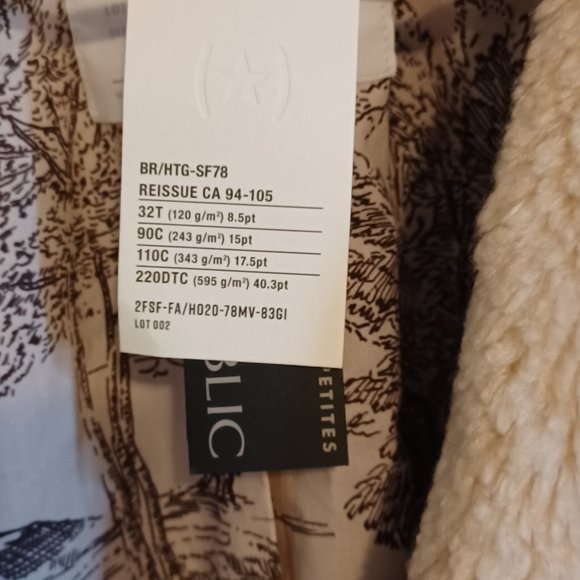 BR/HTG-SF78
REISSUE CA 94-105
32T (120 g/m²) 8.5pt
90C (243 g/m²) 15pt
110C (343 g/m²) 17.5pt
220DTC (595 g/m²) 40.3pt
2FSF-FA/HO20-78MV-83GI
LOT 002
BLIC
PETITES